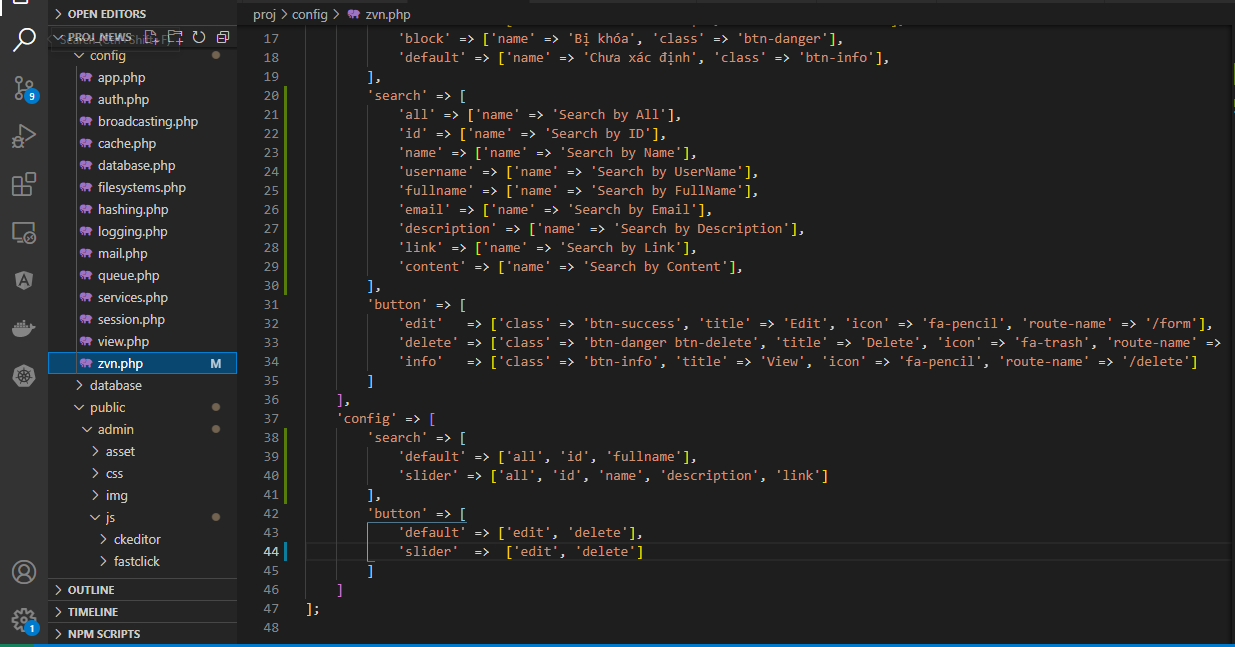 OPEN EDITORS
PROJ_NEWS
config
app.php
auth.php
broadcasting.php
cache.php
database.php
filesystems.php
hashing.php
logging.php
mail.php
queue.php
services.php
session.php
view.php
zvn.php M
database
public
admin
asset
css
img
js
ckeditor
fastclick
OUTLINE
TIMELINE
NPM SCRIPTS
9
1
proj > config > zvn.php
17 'block' => ['name' => 'Bị khóa', 'class' => 'btn-danger'],
18 'default' => ['name' => 'Chưa xác định', 'class' => 'btn-info'],
19 ],
20 'search' => [
21 'all' => ['name' => 'Search by All'],
22 'id' => ['name' => 'Search by ID'],
23 'name' => ['name' => 'Search by Name'],
24 'username' => ['name' => 'Search by UserName'],
25 'fullname' => ['name' => 'Search by FullName'],
26 'email' => ['name' => 'Search by Email'],
27 'description' => ['name' => 'Search by Description'],
28 'link' => ['name' => 'Search by Link'],
29 'content' => ['name' => 'Search by Content'],
30 ],
31 'button' => [
32 'edit' => ['class' => 'btn-success', 'title' => 'Edit', 'icon' => 'fa-pencil', 'route-name' => '/form'],
33 'delete' => ['class' => 'btn-danger btn-delete', 'title' => 'Delete', 'icon' => 'fa-trash', 'route-name' =>
34 'info' => ['class' => 'btn-info', 'title' => 'View', 'icon' => 'fa-pencil', 'route-name' => '/delete']
35 ]
36 ],
37 'config' => [
38 'search' => [
39 'default' => ['all', 'id', 'fullname'],
40 'slider' => ['all', 'id', 'name', 'description', 'link']
41 ],
42 'button' => [
43 'default' => ['edit', 'delete'],
44 'slider' => ['edit', 'delete']
45 ]
46 ]
47 ];
48